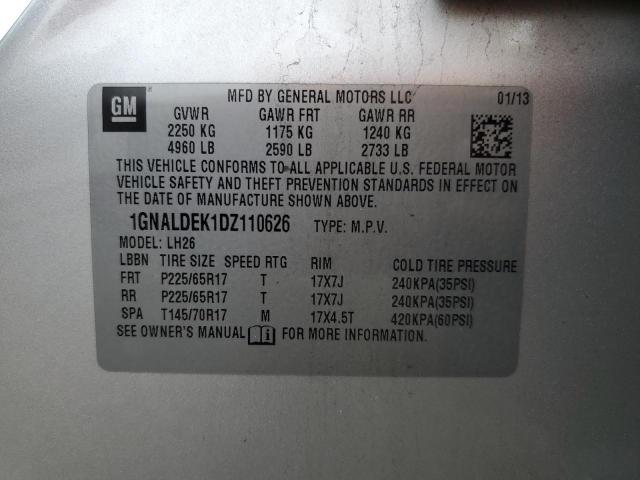 GM MFD BY GENERAL MOTORS LLC 01/13
GVWR GAWR FRT GAWR RR
2250 KG 1175 KG 1240 KG
4960 LB 2590 LB 2733 LB
THIS VEHICLE CONFORMS TO ALL APPLICABLE U.S. FEDERAL MOTOR
VEHICLE SAFETY AND THEFT PREVENTION STANDARDS IN EFFECT ON
THE DATE OF MANUFACTURE SHOWN ABOVE.
1GNALDEK1DZ110626 TYPE: M.P.V.
MODEL: LH26
LBBN TIRE SIZE SPEED RTG RIM COLD TIRE PRESSURE
FRT P225/65R17 T 17X7J 240KPA(35PSI)
RR P225/65R17 T 17X7J 240KPA(35PSI)
SPA T145/70R17 M 17X4.5T 420KPA(60PSI)
SEE OWNER'S MANUAL i FOR MORE INFORMATION.